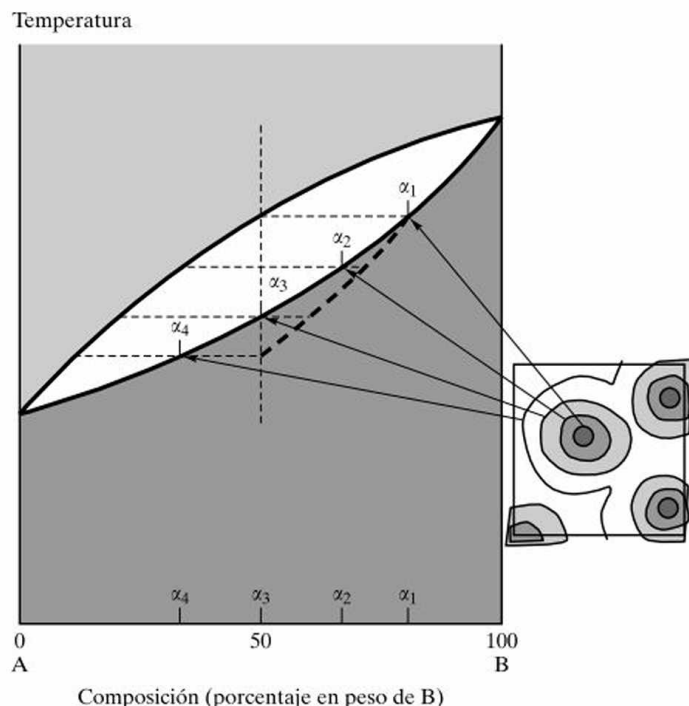 Temperatura
α₁
α₂
α₃
α₄
α₄ α₃ α₂ α₁
0 50 100
A B
Composición (porcentaje en peso de B)